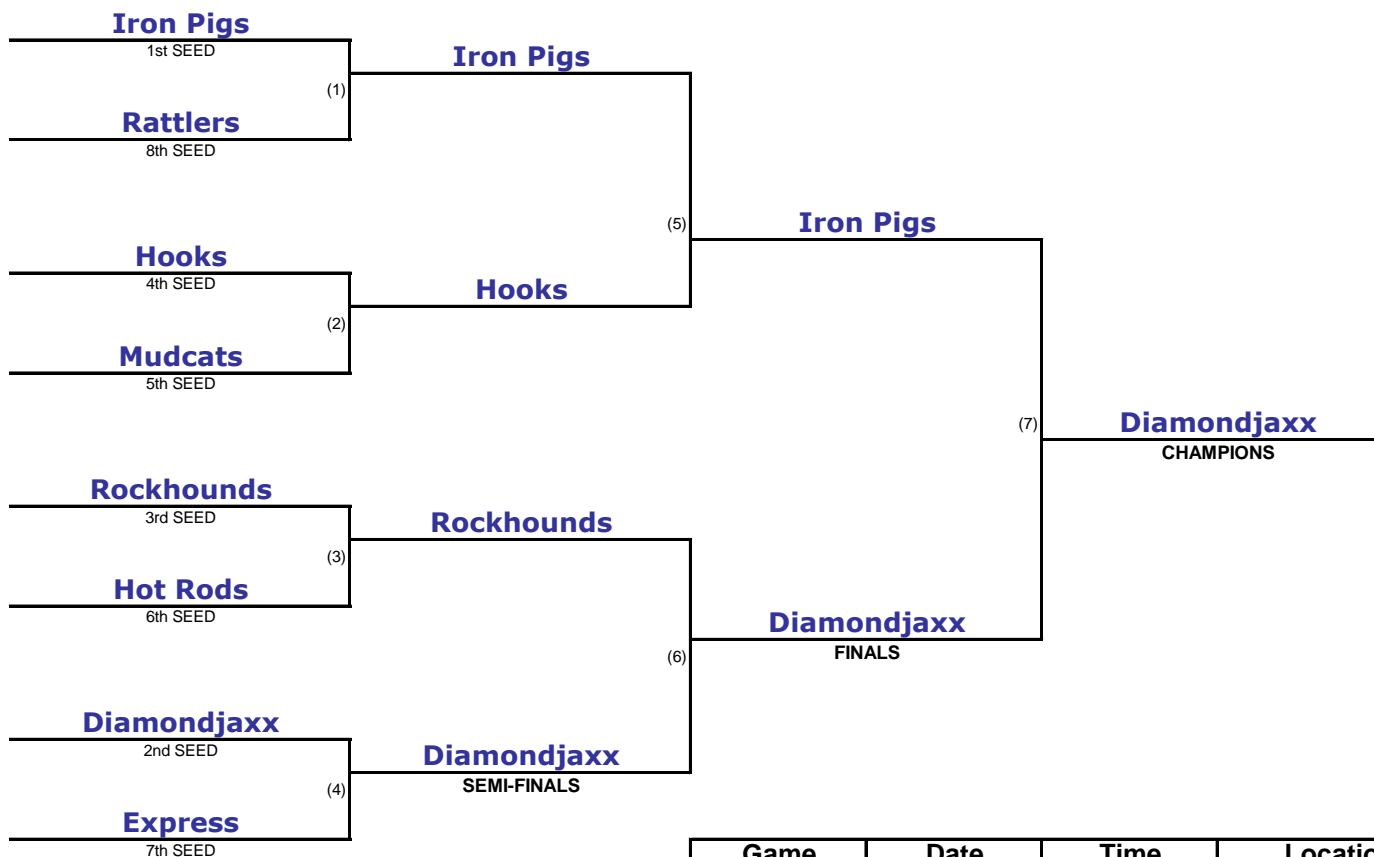 Iron Pigs
1st SEED
Iron Pigs
(1)
Rattlers
8th SEED
(5)
Iron Pigs
Hooks
4th SEED
Hooks
(2)
Mudcats
5th SEED
(7)
Diamondjaxx
CHAMPIONS
Rockhounds
3rd SEED
Rockhounds
(3)
Hot Rods
6th SEED
Diamondjaxx
FINALS
(6)
Diamondjaxx
2nd SEED
Diamondjaxx
SEMI-FINALS
(4)
Express
7th SEED
Game Date Time Locatio